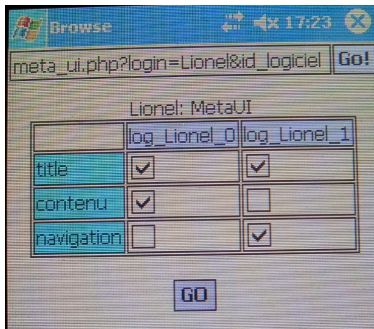 Browse 17:23
meta_ui.php?login=Lionel&id_logiciel Go!
Lionel: MetaUI
log_Lionel_0 log_Lionel_1
title
contenu
navigation
GO